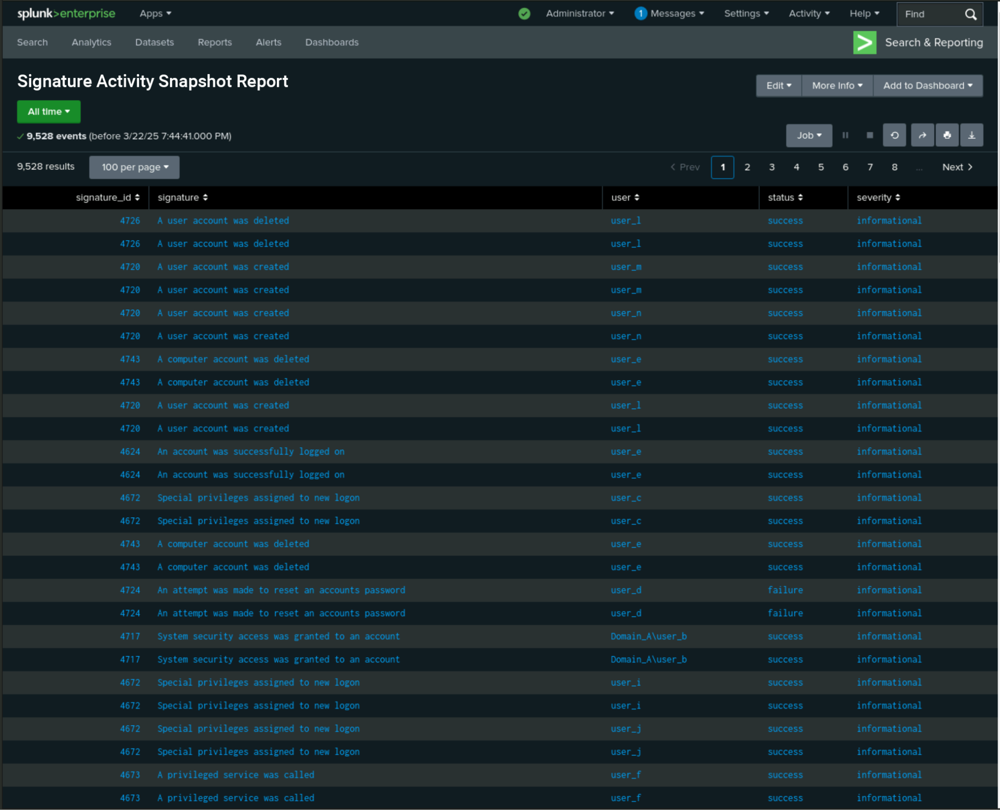 splunk>enterprise Apps Administrator 1 Messages Settings Activity Help Find
Search Analytics Datasets Reports Alerts Dashboards Search & Reporting
Signature Activity Snapshot Report
Edit More Info Add to Dashboard
All time
9,528 events (before 3/22/25 7:44:41.000 PM)
Job
9,528 results 100 per page Prev 1 2 3 4 5 6 7 8 ... Next
signature_id signature user status severity
4726 A user account was deleted user_l success informational
4726 A user account was deleted user_l success informational
4720 A user account was created user_m success informational
4720 A user account was created user_m success informational
4720 A user account was created user_n success informational
4720 A user account was created user_n success informational
4743 A computer account was deleted user_e success informational
4743 A computer account was deleted user_e success informational
4720 A user account was created user_l success informational
4720 A user account was created user_l success informational
4624 An account was successfully logged on user_e success informational
4624 An account was successfully logged on user_e success informational
4672 Special privileges assigned to new logon user_c success informational
4672 Special privileges assigned to new logon user_c success informational
4743 A computer account was deleted user_e success informational
4743 A computer account was deleted user_e success informational
4724 An attempt was made to reset an accounts password user_d failure informational
4724 An attempt was made to reset an accounts password user_d failure informational
4717 System security access was granted to an account Domain_A\user_b success informational
4717 System security access was granted to an account Domain_A\user_b success informational
4672 Special privileges assigned to new logon user_i success informational
4672 Special privileges assigned to new logon user_i success informational
4672 Special privileges assigned to new logon user_j success informational
4672 Special privileges assigned to new logon user_j success informational
4673 A privileged service was called user_f success informational
4673 A privileged service was called user_f success informational